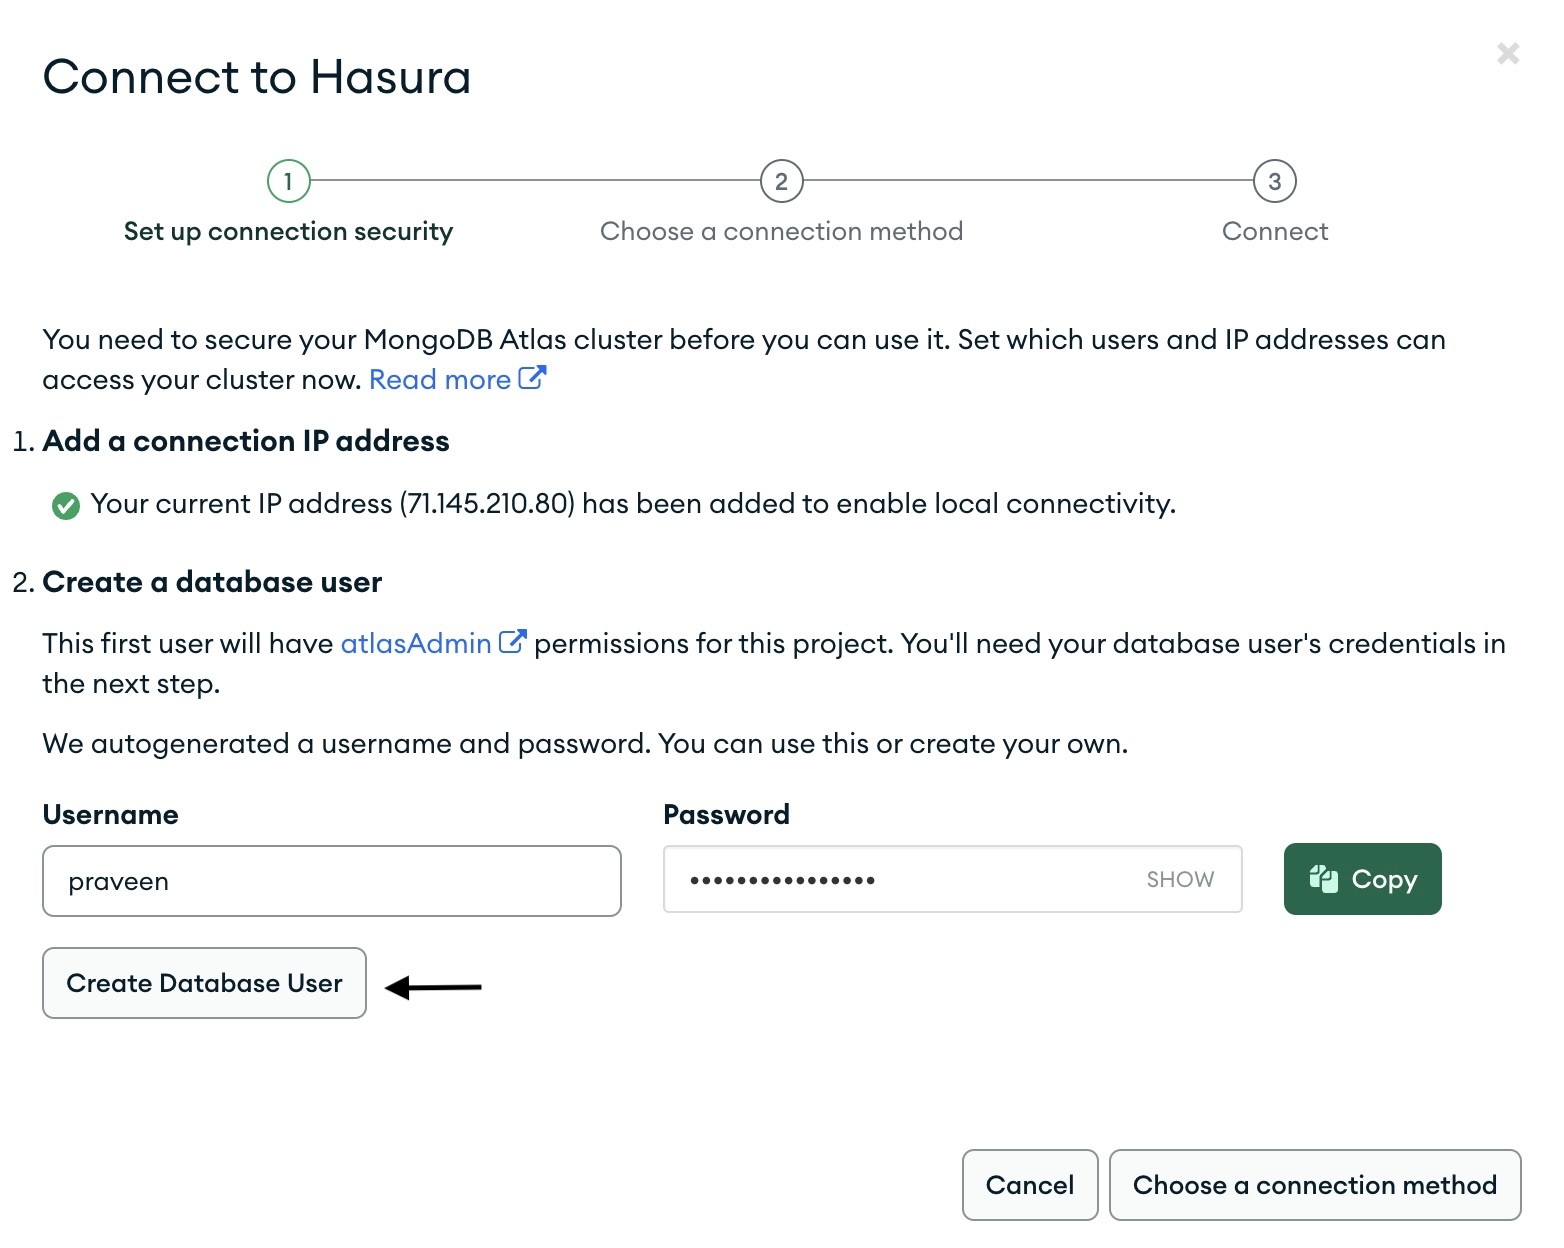 Connect to Hasura
1
2
3
Set up connection security
Choose a connection method
Connect
You need to secure your MongoDB Atlas cluster before you can use it. Set which users and IP addresses can
access your cluster now. Read more
1. Add a connection IP address
Your current IP address (71.145.210.80) has been added to enable local connectivity.
2. Create a database user
This first user will have atlasAdmin permissions for this project. You'll need your database user's credentials in
the next step.
We autogenerated a username and password. You can use this or create your own.
Username
Password
praveen
•••••••••••••••• SHOW
Copy
Create Database User
Cancel
Choose a connection method